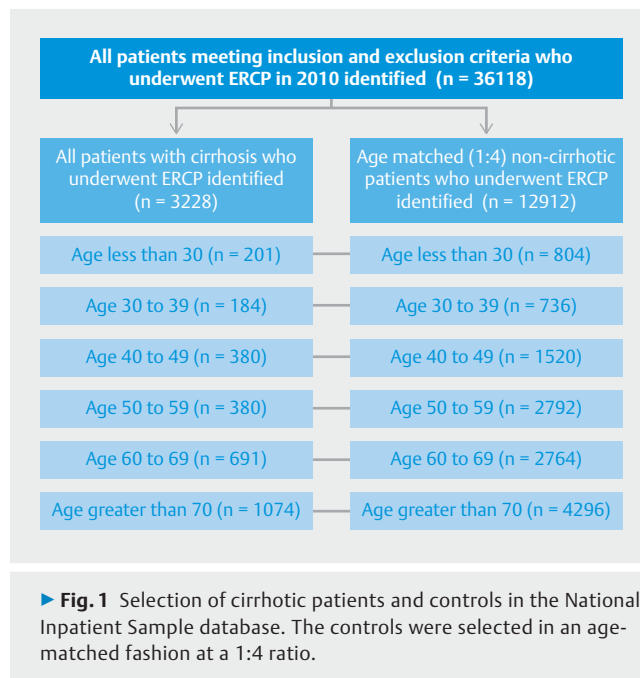 All patients meeting inclusion and exclusion criteria who
underwent ERCP in 2010 identified (n = 36118)
All patients with cirrhosis who
underwent ERCP identified
(n = 3228)
Age matched (1:4) non-cirrhotic
patients who underwent ERCP
identified (n = 12912)
Age less than 30 (n = 201)
Age less than 30 (n = 804)
Age 30 to 39 (n = 184)
Age 30 to 39 (n = 736)
Age 40 to 49 (n = 380)
Age 40 to 49 (n = 1520)
Age 50 to 59 (n = 380)
Age 50 to 59 (n = 2792)
Age 60 to 69 (n = 691)
Age 60 to 69 (n = 2764)
Age greater than 70 (n = 1074)
Age greater than 70 (n = 4296)
▶ Fig. 1 Selection of cirrhotic patients and controls in the National
Inpatient Sample database. The controls were selected in an age-
matched fashion at a 1:4 ratio.